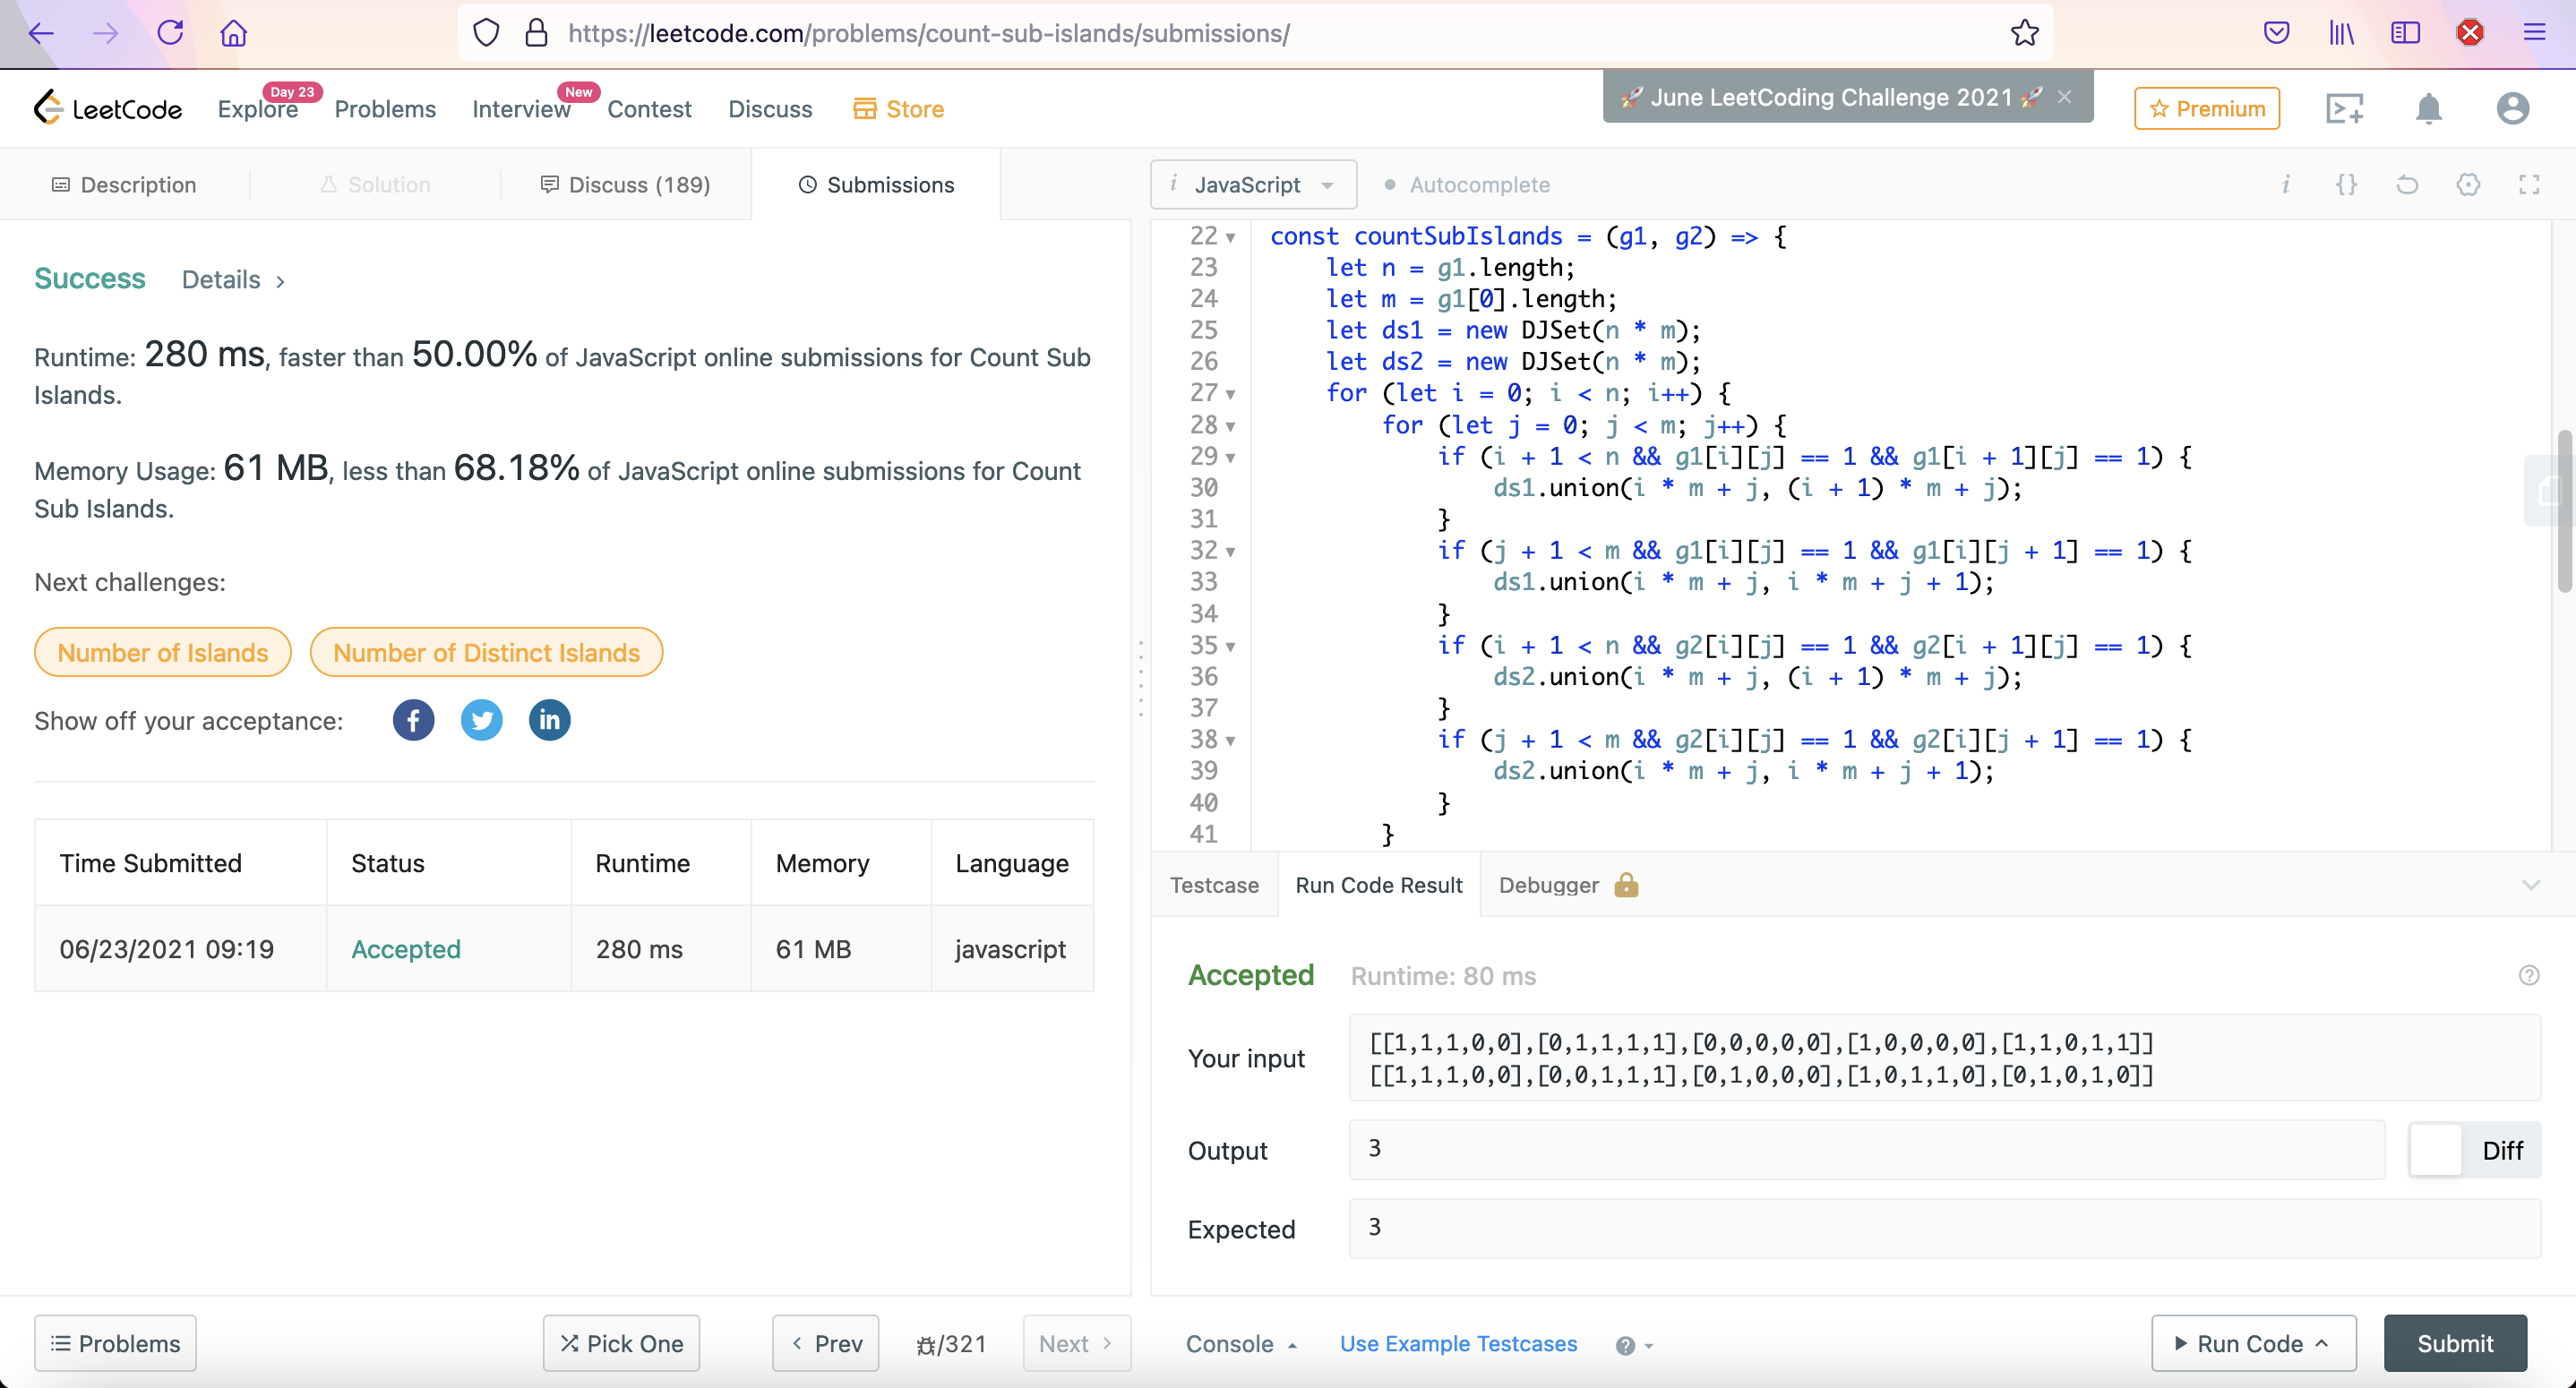 https://leetcode.com/problems/count-sub-islands/submissions/
LeetCode
Explore
Day 23
Problems
Interview
New
Contest
Discuss
Store
🚀 June LeetCoding Challenge 2021 🚀 ×
Premium
Description
Solution
Discuss (189)
Submissions
i JavaScript
Autocomplete
i {}
Success
Details >
Runtime: 280 ms, faster than 50.00% of JavaScript online submissions for Count Sub
Islands.
Memory Usage: 61 MB, less than 68.18% of JavaScript online submissions for Count
Sub Islands.
Next challenges:
Number of Islands
Number of Distinct Islands
Show off your acceptance:
f
in
Time Submitted Status Runtime Memory Language
06/23/2021 09:19 Accepted 280 ms 61 MB javascript
22 const countSubIslands = (g1, g2) => {
23 let n = g1.length;
24 let m = g1[0].length;
25 let ds1 = new DJSet(n * m);
26 let ds2 = new DJSet(n * m);
27 for (let i = 0; i < n; i++) {
28 for (let j = 0; j < m; j++) {
29 if (i + 1 < n && g1[i][j] == 1 && g1[i + 1][j] == 1) {
30 ds1.union(i * m + j, (i + 1) * m + j);
31 }
32 if (j + 1 < m && g1[i][j] == 1 && g1[i][j + 1] == 1) {
33 ds1.union(i * m + j, i * m + j + 1);
34 }
35 if (i + 1 < n && g2[i][j] == 1 && g2[i + 1][j] == 1) {
36 ds2.union(i * m + j, (i + 1) * m + j);
37 }
38 if (j + 1 < m && g2[i][j] == 1 && g2[i][j + 1] == 1) {
39 ds2.union(i * m + j, i * m + j + 1);
40 }
41 }
Testcase
Run Code Result
Debugger
Accepted
Runtime: 80 ms
Your input
[[1,1,1,0,0],[0,1,1,1,1],[0,0,0,0,0],[1,0,0,0,0],[1,1,0,1,1]]
[[1,1,1,0,0],[0,0,1,1,1],[0,1,0,0,0],[1,0,1,1,0],[0,1,0,1,0]]
Output
3
Diff
Expected
3
Problems
Pick One
Prev
/321
Next
Console
Use Example Testcases
Run Code
Submit